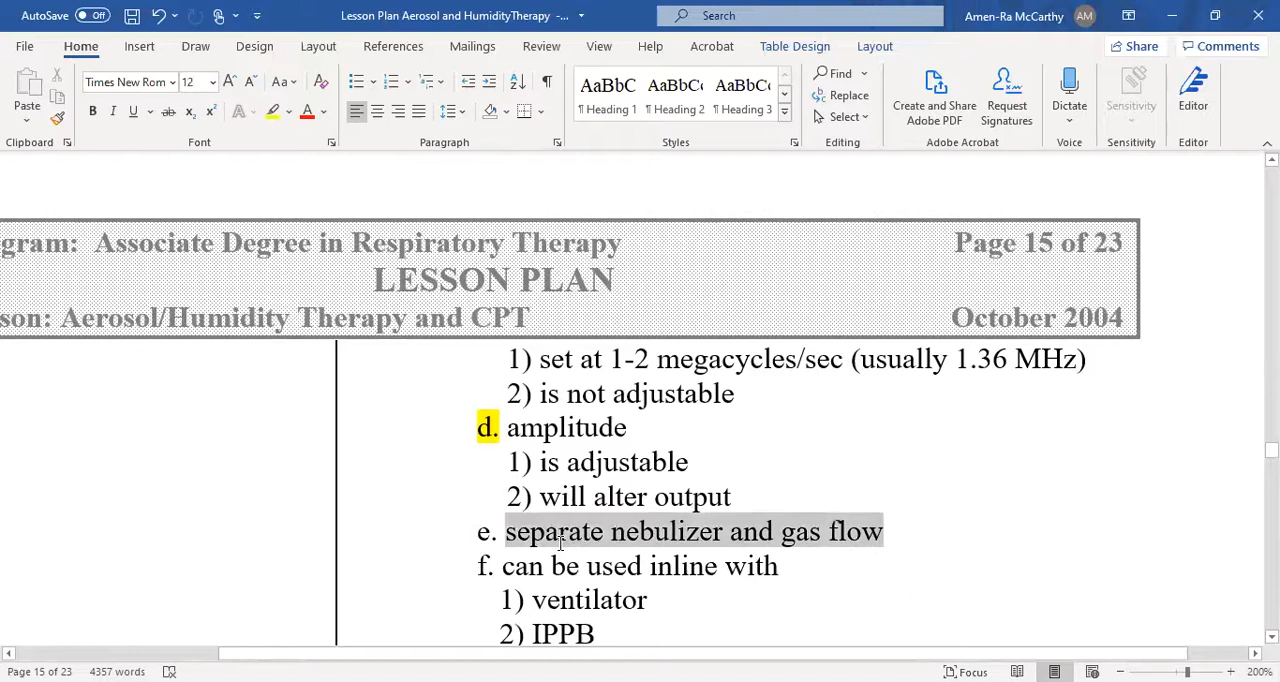 AutoSave Off
Lesson Plan Aerosol and HumidityTherapy -...
Search
Amen-Ra McCarthy AM
File Home Insert Draw Design Layout References Mailings Review View Help Acrobat Table Design Layout
Share Comments
Paste
Clipboard
Times New Rom 12
Font
Paragraph
AaBbC AaBbC AaBbC
¶ Heading 1 ¶ Heading 2 ¶ Heading 3
Styles
Find
Replace
Select
Editing
Create and Share Adobe PDF
Request Signatures
Adobe Acrobat
Dictate
Voice
Sensitivity
Sensitivity
Editor
Editor
gram: Associate Degree in Respiratory Therapy Page 15 of 23
LESSON PLAN
son: Aerosol/Humidity Therapy and CPT October 2004
1) set at 1-2 megacycles/sec (usually 1.36 MHz)
2) is not adjustable
d. amplitude
1) is adjustable
2) will alter output
e. separate nebulizer and gas flow
f. can be used inline with
1) ventilator
2) IPPB
Page 15 of 23 4357 words
Focus
200%